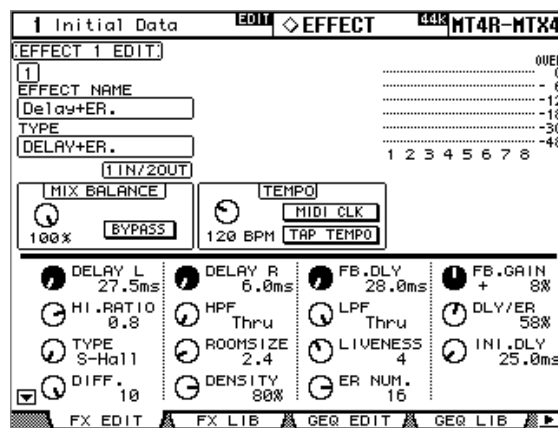 1 Initial Data EDIT ◇EFFECT 44k MT4R-MTX4
EFFECT 1 EDIT
1
EFFECT NAME
Delay+ER.
TYPE
DELAY+ER.
1 IN/2OUT
OVER
0
-6
-12
-18
-30
-48
1 2 3 4 5 6 7 8
MIX BALANCE
100%
BYPASS
TEMPO
120 BPM
MIDI CLK
TAP TEMPO
DELAY L 27.5ms
DELAY R 6.0ms
FB.DLY 28.0ms
FB.GAIN + 8%
HI.RATIO 0.8
HPF Thru
LPF Thru
DLY/ER 58%
TYPE S-Hall
ROOMSIZE 2.4
LIVENESS 4
INI.DLY 25.0ms
DIFF. 10
DENSITY 80%
ER NUM. 16
FX EDIT
FX LIB
GEQ EDIT
GEQ LIB